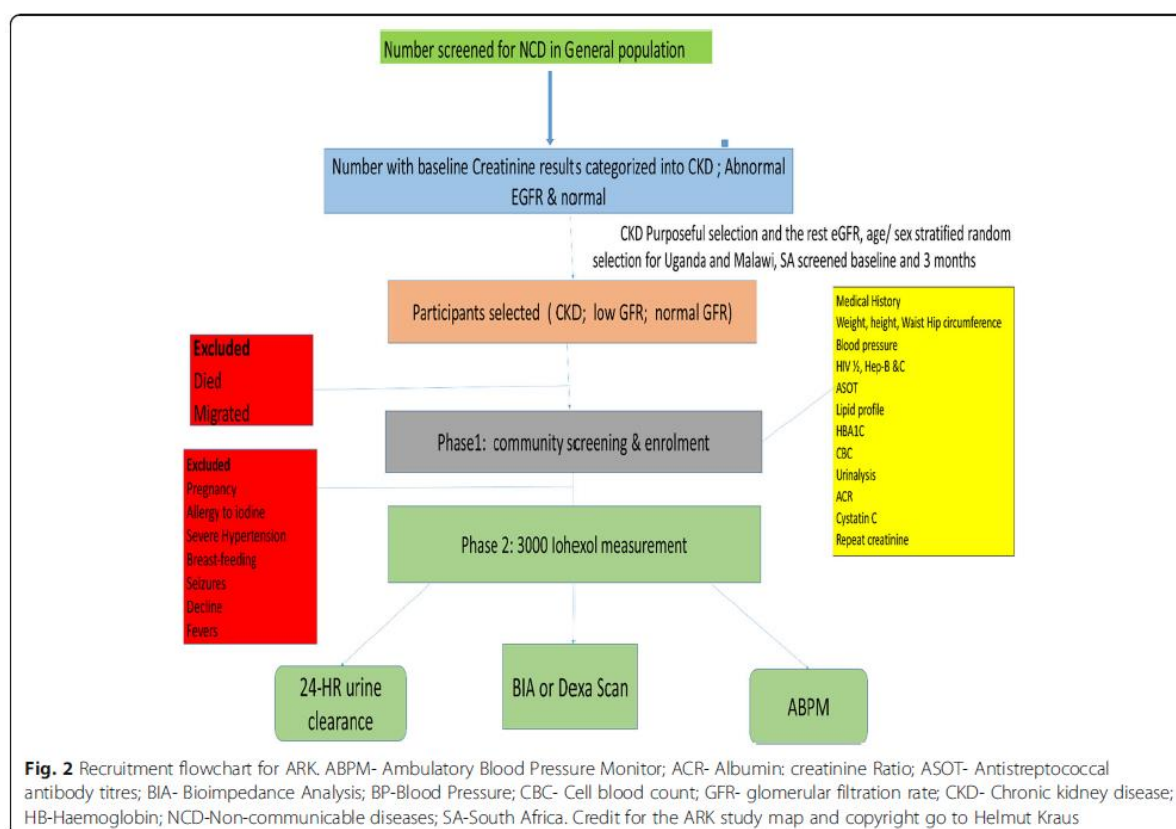 Number screened for NCD in General population
Number with baseline Creatinine results categorized into CKD ; Abnormal
EGFR & normal
CKD Purposeful selection and the rest eGFR, age/ sex stratified random
selection for Uganda and Malawi, SA screened baseline and 3 months
Participants selected ( CKD; low GFR; normal GFR)
Excluded
Died
Migrated
Medical History
Weight, height, Waist Hip circumference
Blood pressure
HIV ½, Hep-B &C
ASOT
Lipid profile
HBA1C
CBC
Urinalysis
ACR
Cystatin C
Repeat creatinine
Phase1: community screening & enrolment
Excluded
Pregnancy
Allergy to iodine
Severe Hypertension
Breast-feeding
Seizures
Decline
Fevers
Phase 2: 3000 Iohexol measurement
24-HR urine
clearance
BIA or Dexa Scan
ABPM
Fig. 2 Recruitment flowchart for ARK. ABPM- Ambulatory Blood Pressure Monitor; ACR- Albumin: creatinine Ratio; ASOT- Antistreptococcal
antibody titres; BIA- Bioimpedance Analysis; BP-Blood Pressure; CBC- Cell blood count; GFR- glomerular filtration rate; CKD- Chronic kidney disease;
HB-Haemoglobin; NCD-Non-communicable diseases; SA-South Africa. Credit for the ARK study map and copyright go to Helmut Kraus